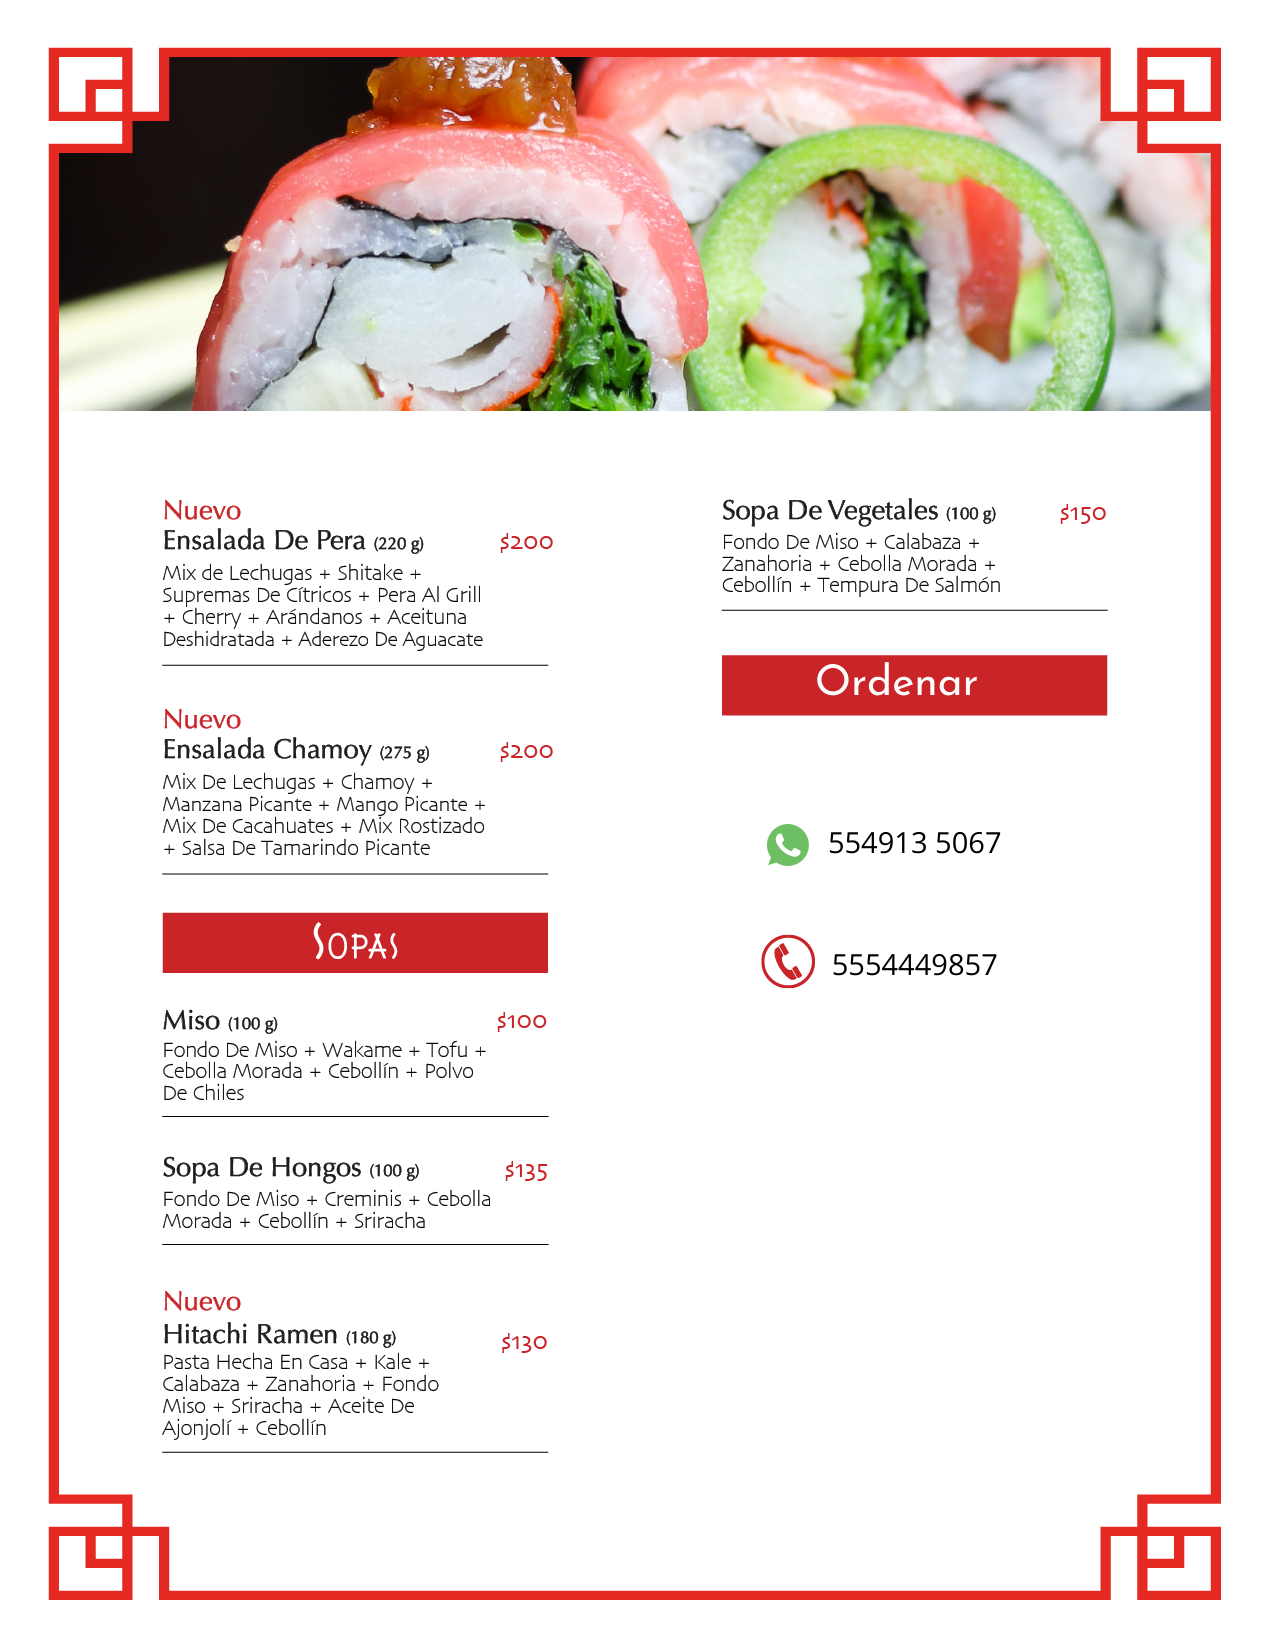 Nuevo
Ensalada De Pera (220 g) $200
Mix de Lechugas + Shitake +
Supremas De Cítricos + Pera Al Grill
+ Cherry + Arándanos + Aceituna
Deshidratada + Aderezo De Aguacate
Nuevo
Ensalada Chamoy (275 g) $200
Mix De Lechugas + Chamoy +
Manzana Picante + Mango Picante +
Mix De Cacahuates + Mix Rostizado
+ Salsa De Tamarindo Picante
Sopas
Miso (100 g) $100
Fondo De Miso + Wakame + Tofu +
Cebolla Morada + Cebollín + Polvo
De Chiles
Sopa De Hongos (100 g) $135
Fondo De Miso + Creminis + Cebolla
Morada + Cebollín + Sriracha
Nuevo
Hitachi Ramen (180 g) $130
Pasta Hecha En Casa + Kale +
Calabaza + Zanahoria + Fondo
Miso + Sriracha + Aceite De
Ajonjolí + Cebollín
Sopa De Vegetales (100 g) $150
Fondo De Miso + Calabaza +
Zanahoria + Cebolla Morada +
Cebollín + Tempura De Salmón
Ordenar
554913 5067
5554449857